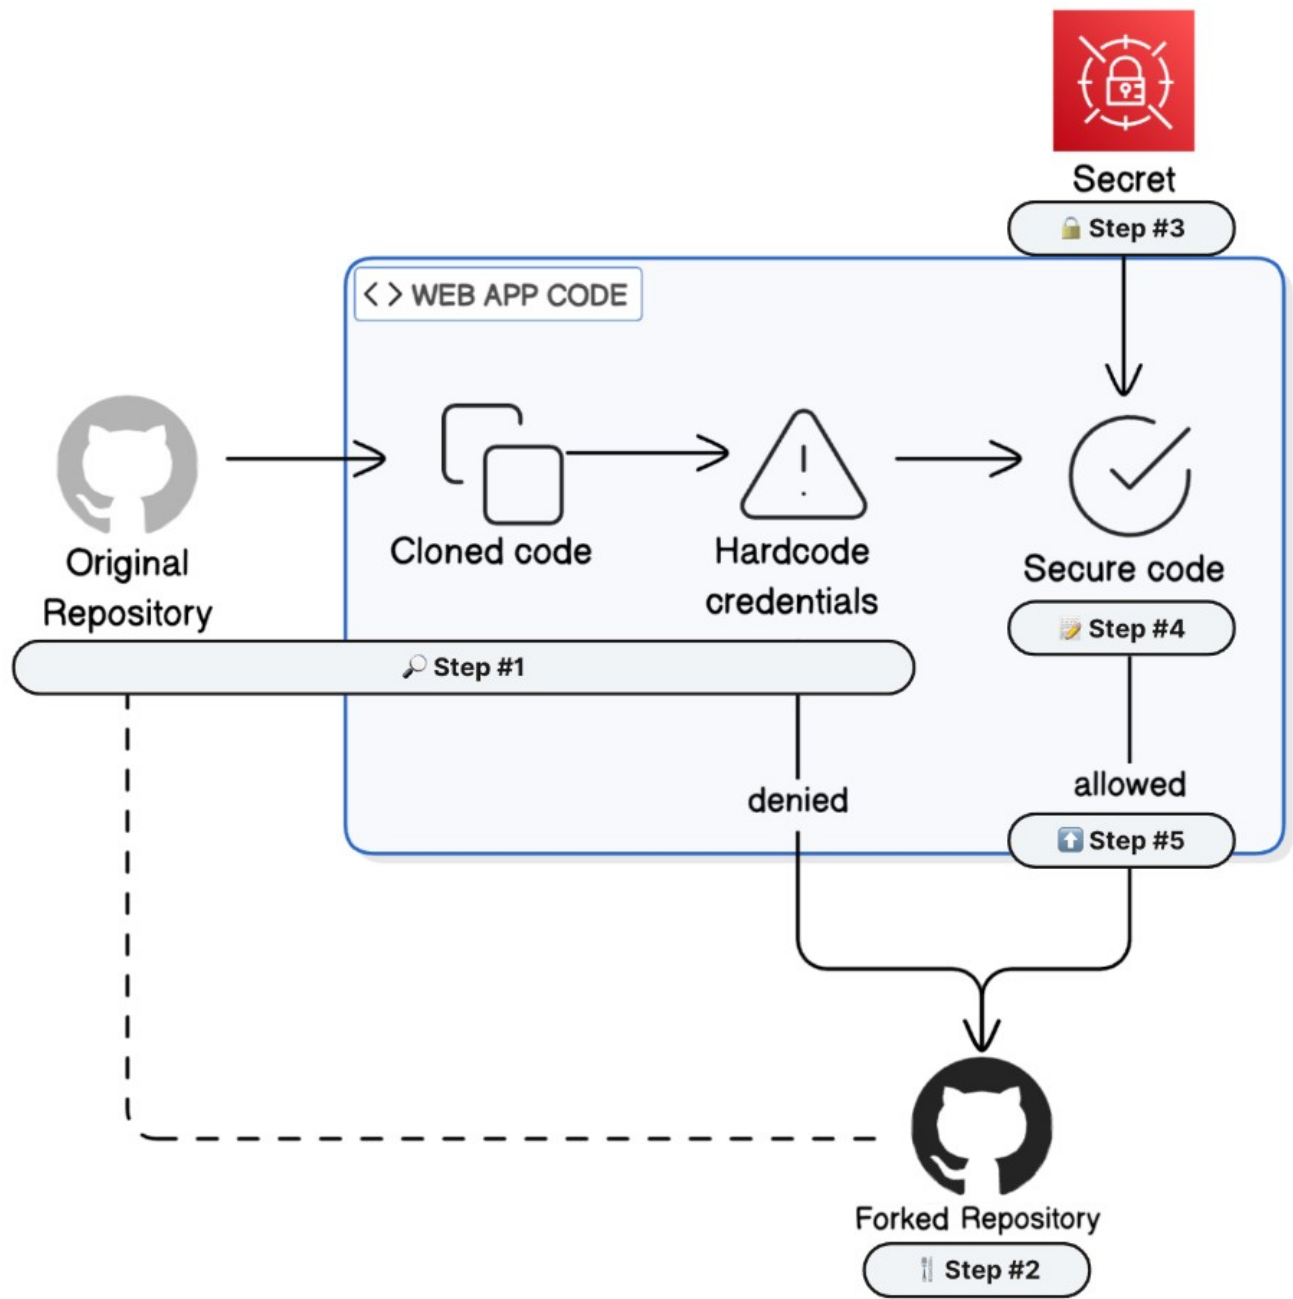 Secret
Step #3
< > WEB APP CODE
Original
Repository
Cloned code
Hardcode
credentials
Secure code
Step #4
Step #1
denied
allowed
Step #5
Forked Repository
Step #2